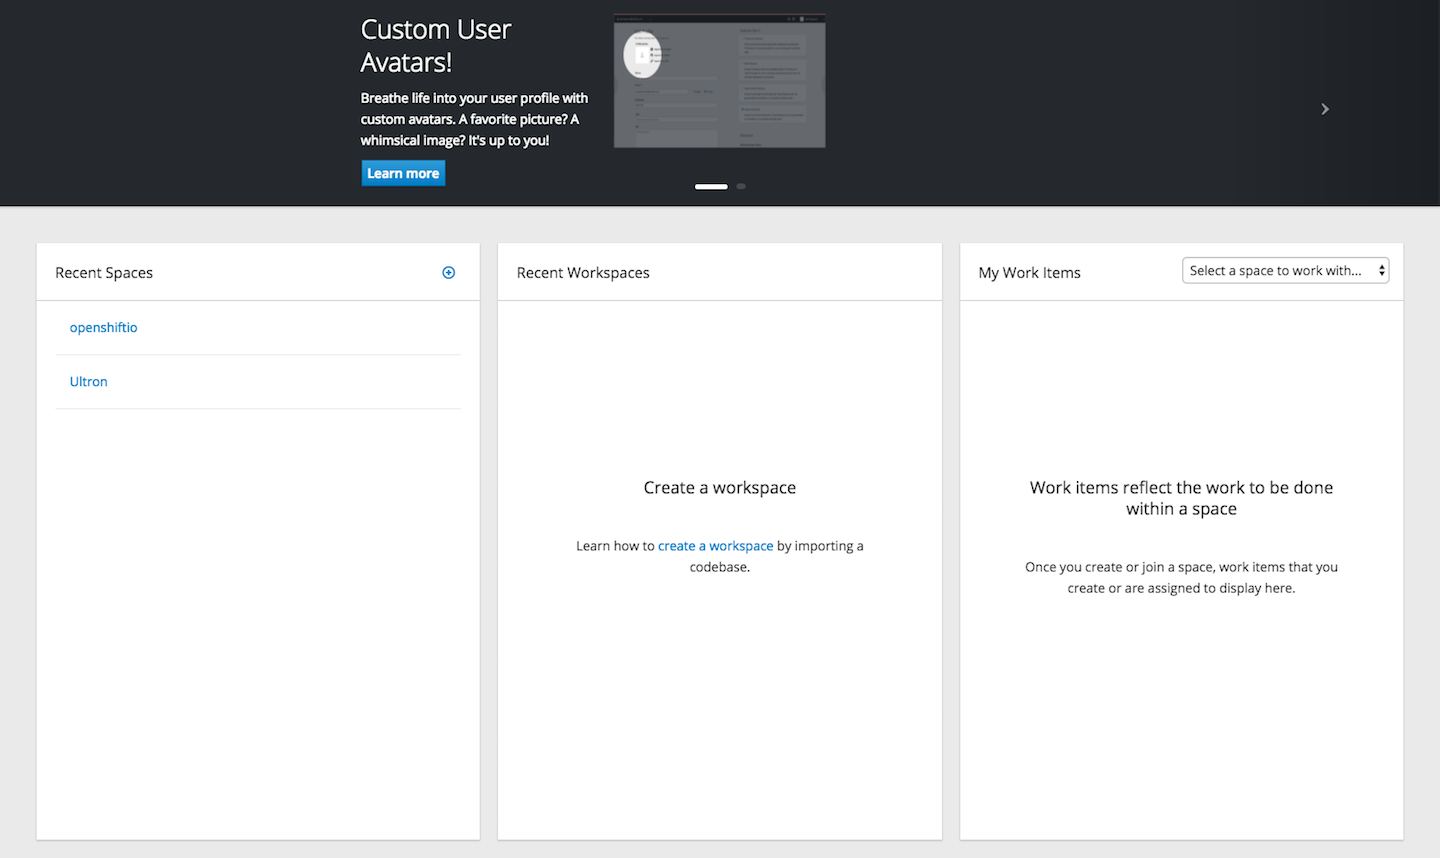 Custom User
Avatars!
Breathe life into your user profile with
custom avatars. A favorite picture? A
whimsical image? It's up to you!
Learn more
Recent Spaces
openshiftio
Ultron
Recent Workspaces
Create a workspace
Learn how to create a workspace by importing a
codebase.
My Work Items
Select a space to work with...
Work items reflect the work to be done
within a space
Once you create or join a space, work items that you
create or are assigned to display here.